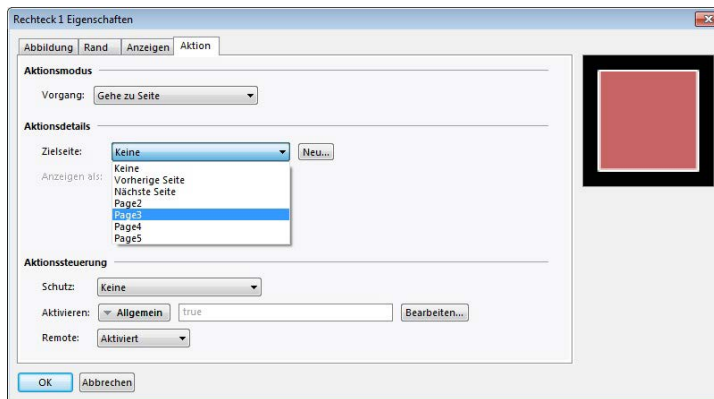 Rechteck 1 Eigenschaften
Abbildung Rand Anzeigen Aktion
Aktionsmodus
Vorgang: Gehe zu Seite
Aktionsdetails
Zielseite: Keine Neu...
Anzeigen als:
Keine
Vorherige Seite
Nächste Seite
Page2
Page3
Page4
Page5
Aktionssteuerung
Schutz: Keine
Aktivieren: Allgemein true Bearbeiten...
Remote: Aktiviert
OK Abbrechen